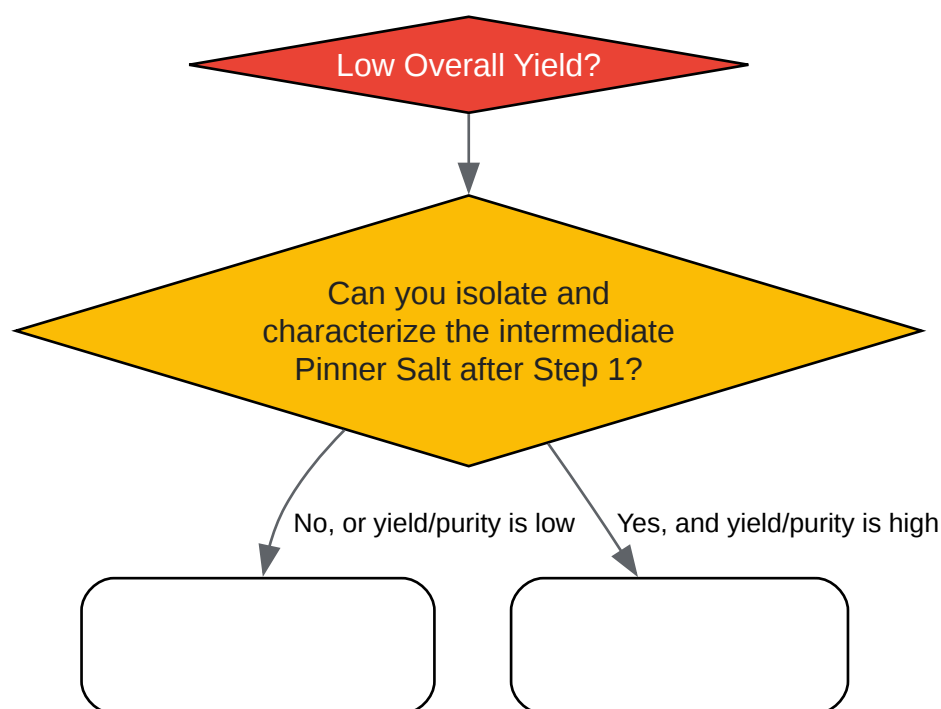 Low Overall Yield?
Can you isolate and
characterize the intermediate
Pinner Salt after Step 1?
No, or yield/purity is low
Yes, and yield/purity is high